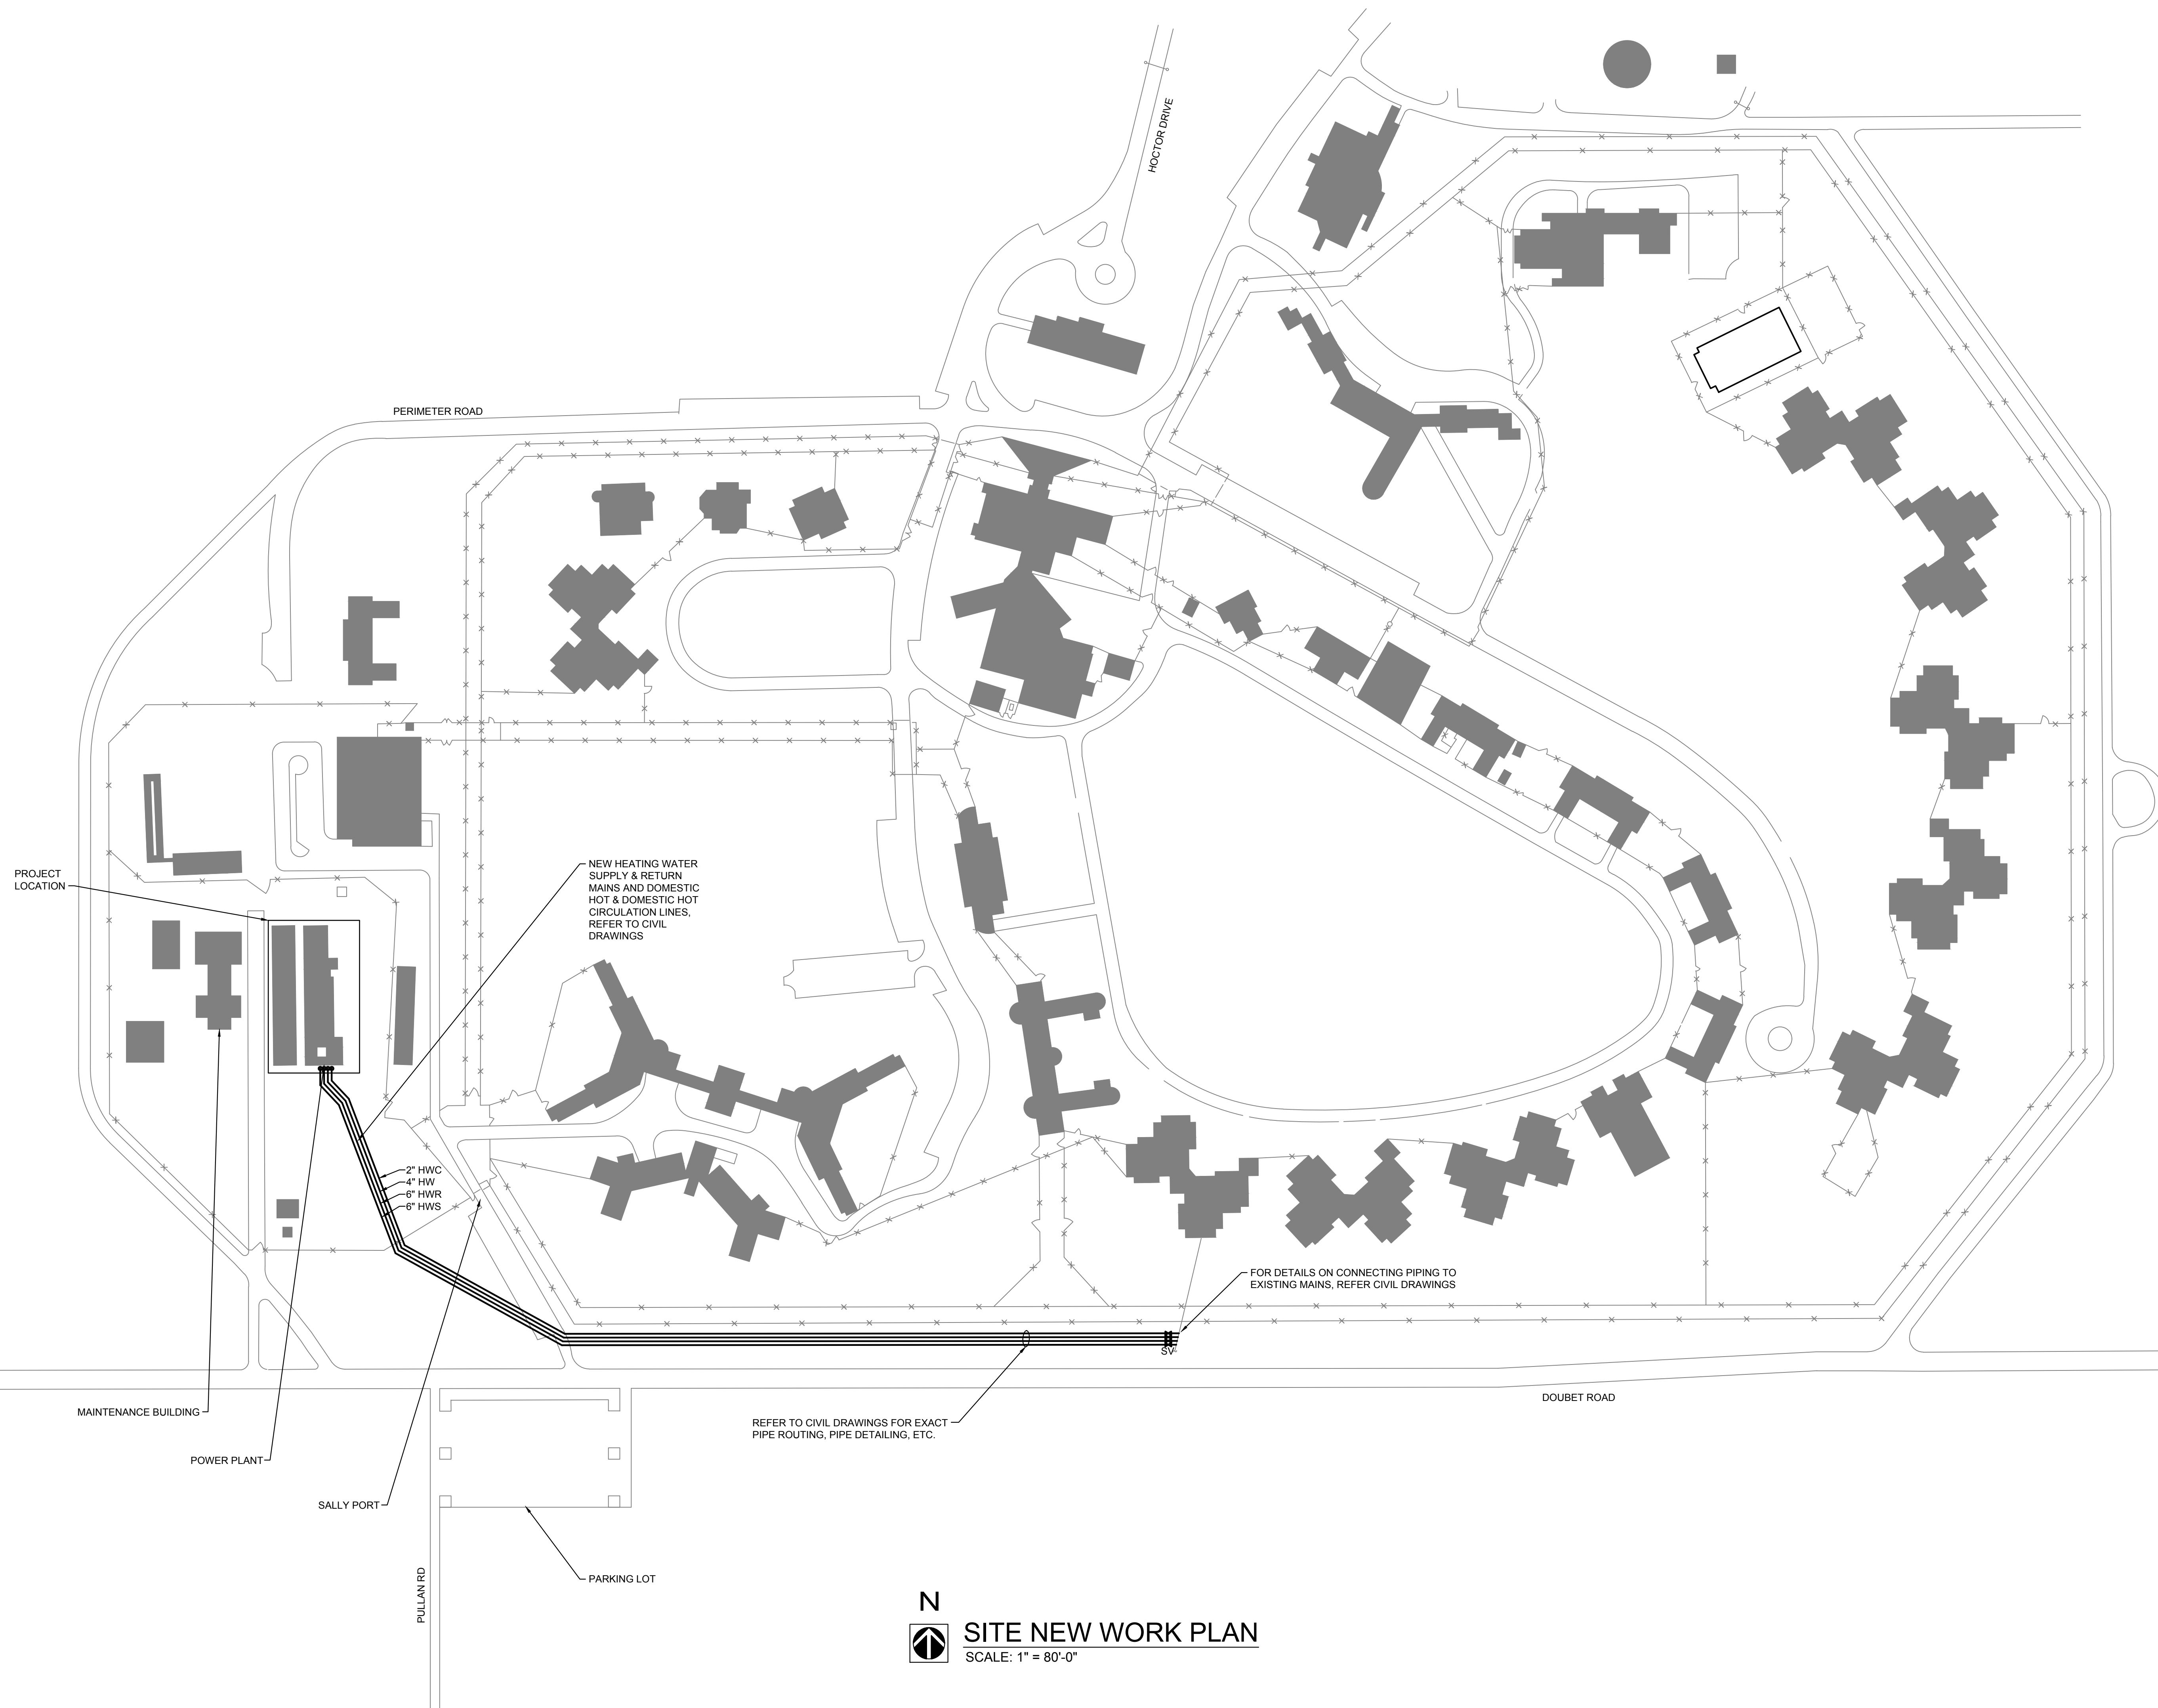 HOCTOR DRIVE
PERIMETER ROAD
NEW HEATING WATER
SUPPLY & RETURN
MAINS AND DOMESTIC
HOT & DOMESTIC HOT
CIRCULATION LINES,
REFER TO CIVIL
DRAWINGS
PROJECT
LOCATION
2" HWC
4" HW
6" HWR
6" HWS
FOR DETAILS ON CONNECTING PIPING TO
EXISTING MAINS, REFER CIVIL DRAWINGS
SV
DOUBET ROAD
MAINTENANCE BUILDING
REFER TO CIVIL DRAWINGS FOR EXACT
PIPE ROUTING, PIPE DETAILING, ETC.
POWER PLANT
SALLY PORT
PARKING LOT
PULLAN RD
N
SITE NEW WORK PLAN
SCALE: 1" = 80'-0"